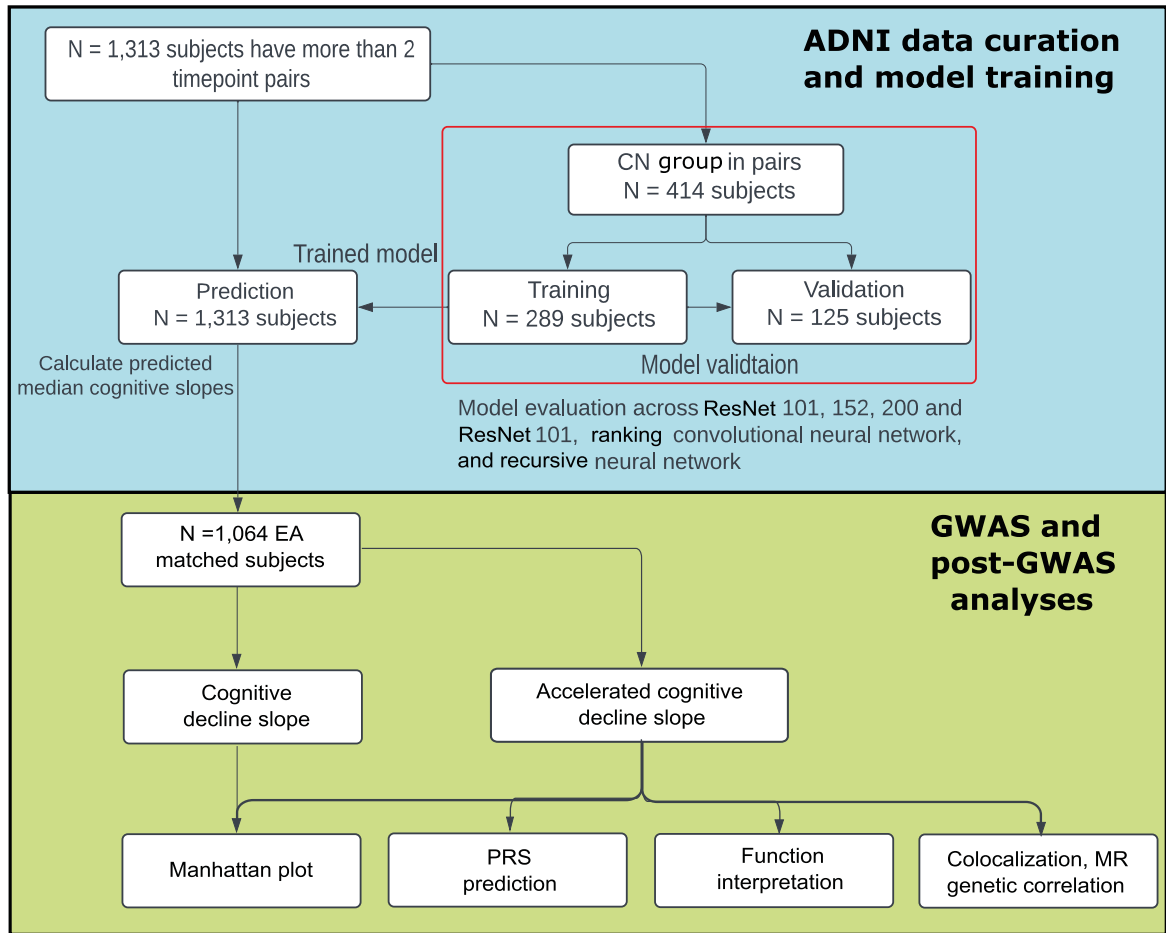 N = 1,313 subjects have more than 2
timepoint pairs
ADNI data curation
and model training
CN group in pairs
N = 414 subjects
Trained model
Prediction
N = 1,313 subjects
Training
N = 289 subjects
Validation
N = 125 subjects
Model validtaion
Calculate predicted
median cognitive slopes
Model evaluation across ResNet 101, 152, 200 and
ResNet 101, ranking convolutional neural network,
and recursive neural network
N =1,064 EA
matched subjects
GWAS and
post-GWAS
analyses
Cognitive
decline slope
Accelerated cognitive
decline slope
Manhattan plot
PRS
prediction
Function
interpretation
Colocalization, MR
genetic correlation